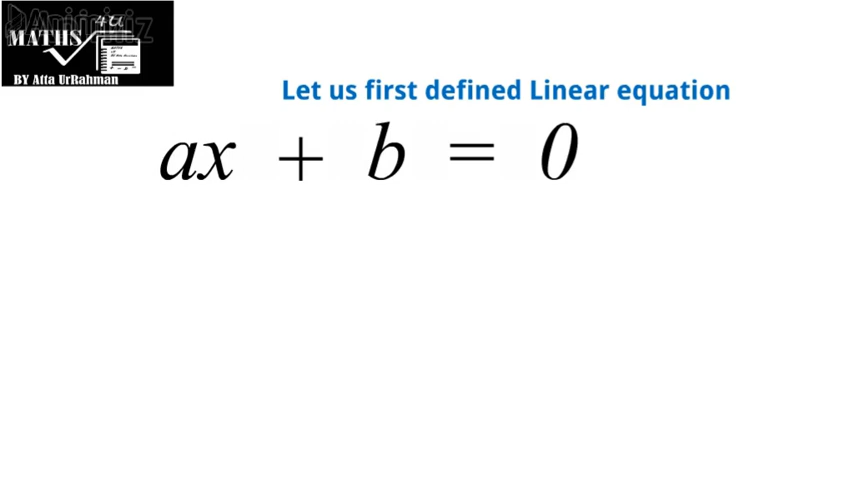 4U
MATHS
BY Atta UrRahman
Let us first defined Linear equation
ax + b = 0